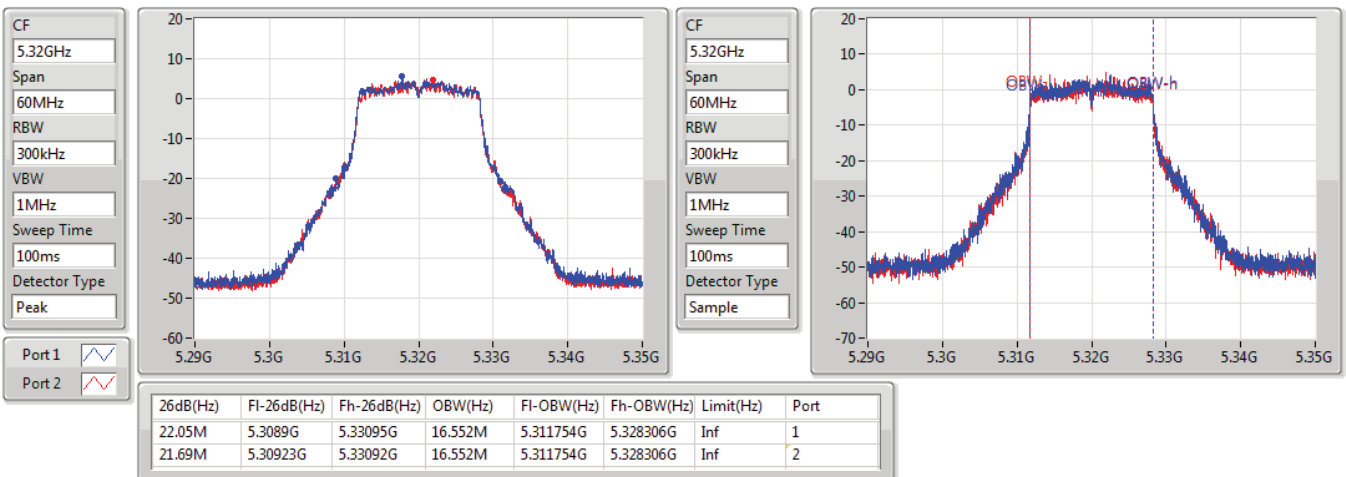 CF
5.32GHz
Span
60MHz
RBW
300kHz
VBW
1MHz
Sweep Time
100ms
Detector Type
Peak
Port 1
Port 2
20
10
0
-10
-20
-30
-40
-50
-60
5.29G 5.3G 5.31G 5.32G 5.33G 5.34G 5.35G
CF
5.32GHz
Span
60MHz
RBW
300kHz
VBW
1MHz
Sweep Time
100ms
Detector Type
Sample
20
10
0
-10
-20
-30
-40
-50
-60
-70
OBW-h
5.29G 5.3G 5.31G 5.32G 5.33G 5.34G 5.35G
26dB(Hz) Fl-26dB(Hz) Fh-26dB(Hz) OBW(Hz) Fl-OBW(Hz) Fh-OBW(Hz) Limit(Hz) Port
22.05M 5.3089G 5.33095G 16.552M 5.311754G 5.328306G Inf 1
21.69M 5.30923G 5.33092G 16.552M 5.311754G 5.328306G Inf 2